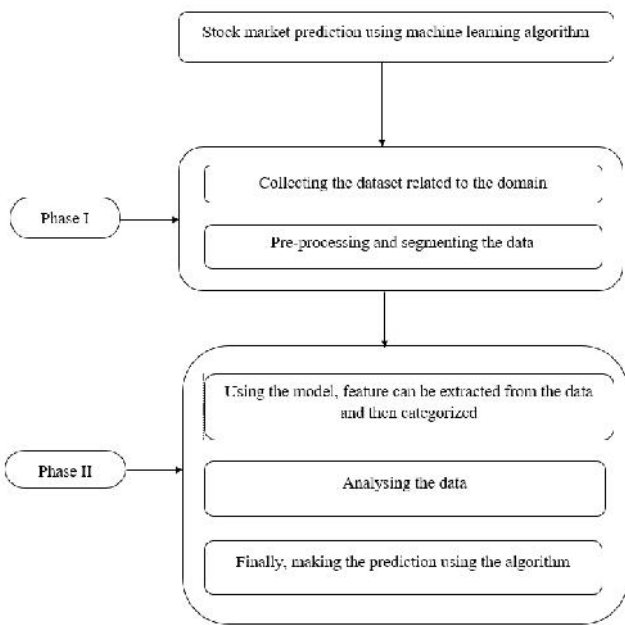 Stock market prediction using machine learning algorithm
Phase I
Collecting the dataset related to the domain
Pre-processing and segmenting the data
Phase II
Using the model, feature can be extracted from the data
and then categorized
Analysing the data
Finally, making the prediction using the algorithm